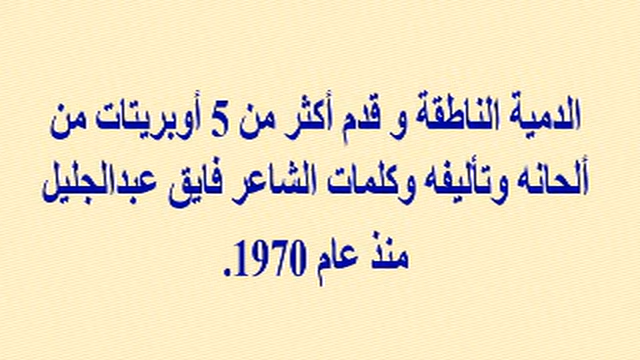 الدمية الناطقة و قدم أكثر من 5 أوبريتات من
ألحانه وتأليفه وكلمات الشاعر فايق عبدالجليل
منذ عام 1970.